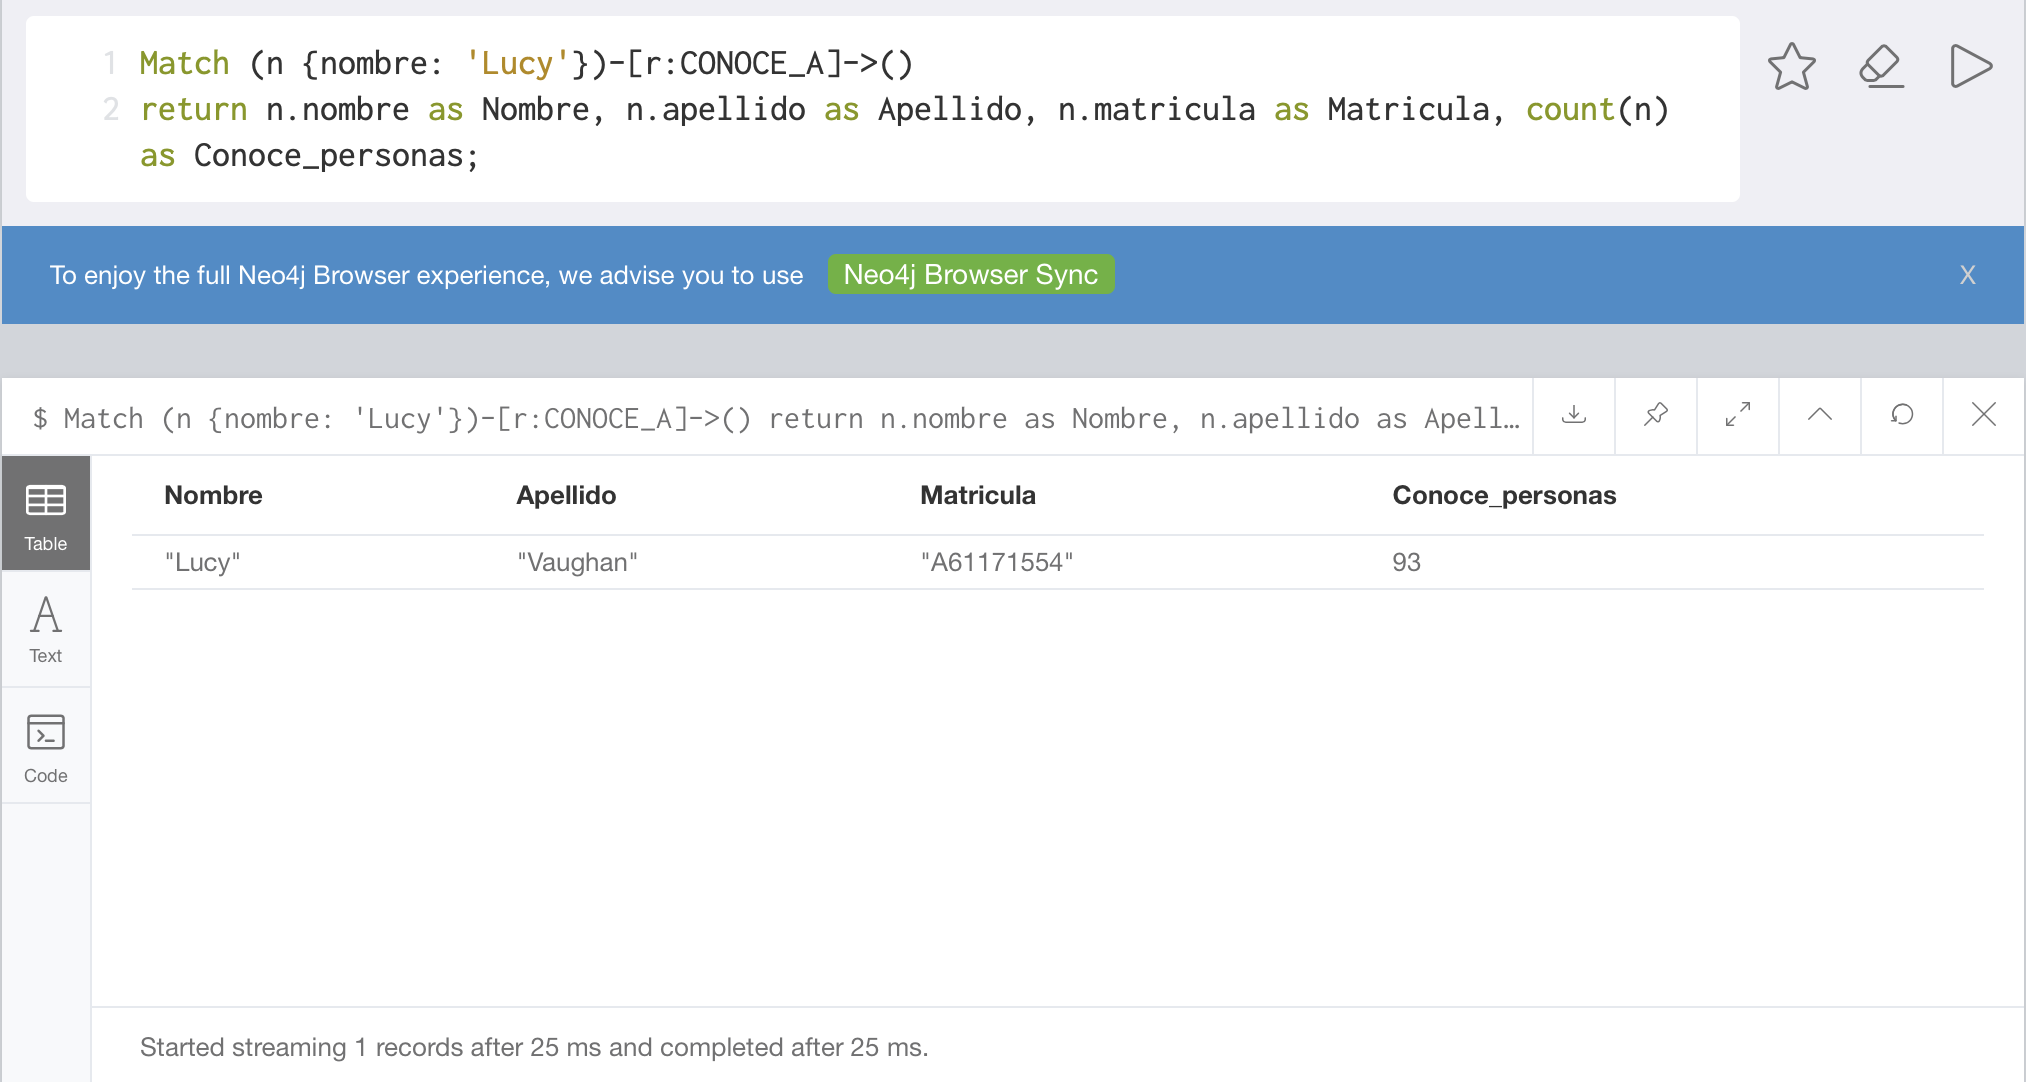 1 Match (n {nombre: 'Lucy'})-[r:CONOCE_A]->()
2 return n.nombre as Nombre, n.apellido as Apellido, n.matricula as Matricula, count(n)
as Conoce_personas;
To enjoy the full Neo4j Browser experience, we advise you to use Neo4j Browser Sync X
$ Match (n {nombre: 'Lucy'})-[r:CONOCE_A]->() return n.nombre as Nombre, n.apellido as Apell…
Nombre Apellido Matricula Conoce_personas
"Lucy" "Vaughan" "A61171554" 93
Table
A
Text
>_
Code
Started streaming 1 records after 25 ms and completed after 25 ms.